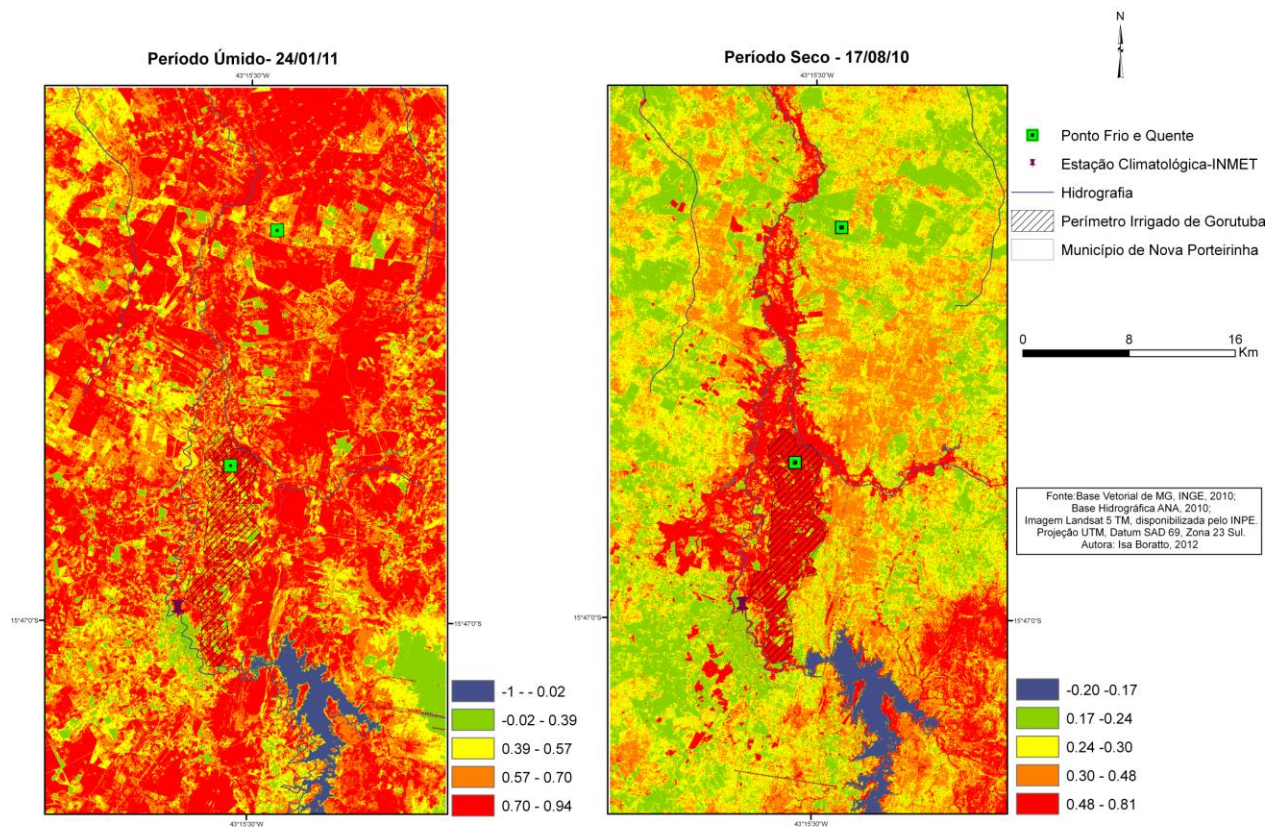 N
Período Úmido- 24/01/11
43°15'30"W
Período Seco - 17/08/10
43°15'30"W
Ponto Frio e Quente
Estação Climatológica-INMET
Hidrografia
Perímetro Irrigado de Gorutuba
Município de Nova Porteirinha
0 8 16
Km
Fonte:Base Vetorial de MG, INGE, 2010;
Base Hidrográfica ANA, 2010;
Imagem Landsat 5 TM, disponibilizada pelo INPE.
Projeção UTM, Datum SAD 69, Zona 23 Sul.
Autora: Isa Boratto, 2012
15°47'0"S
15°47'0"S
15°47'0"S
15°47'0"S
-1 - - 0.02
-0.02 - 0.39
0.39 - 0.57
0.57 - 0.70
0.70 - 0.94
-0.20 -0.17
0.17 -0.24
0.24 -0.30
0.30 - 0.48
0.48 - 0.81
43°15'30"W
43°15'30"W